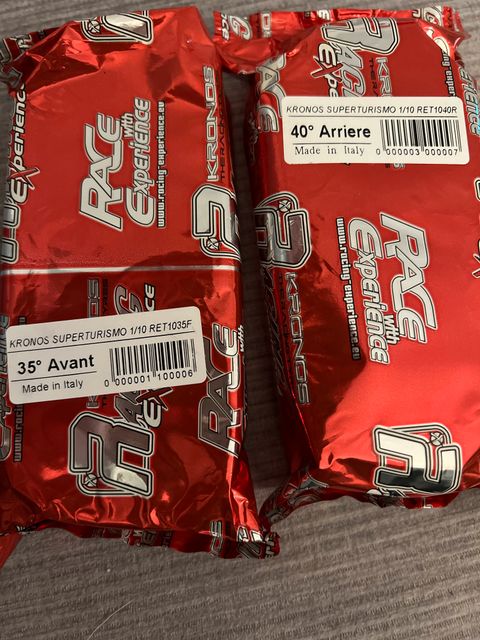 RACE
with
Experience
www.racing-experience.eu
KRONOS
KRONOS SUPERTURISMO 1/10 RET1035F
35° Avant
Made in Italy
0 000001 100006
RACE
with
KRONOS SUPERTURISMO 1/10 RET1040R
40° Arriere
Made in Italy
0 000003 000007
RACE
with
Experience
www.racing-experience.eu
KRONOS